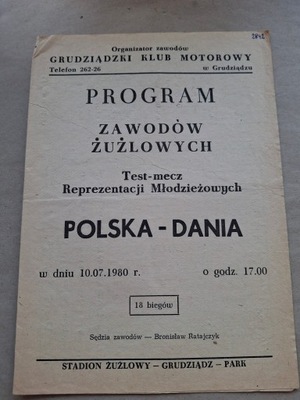 Organizator zawodów
GRUDZIĄDZKI KLUB MOTOROWY
Telefon 262-26 w Grudziądzu
PROGRAM
ZAWODÓW
ŻUŻLOWYCH
Test-mecz
Reprezentacji Młodzieżowych
POLSKA - DANIA
w dniu 10.07.1980 r. o godz. 17.00
18 biegów
Sędzia zawodów — Bronisław Ratajczyk
STADION ŻUŻLOWY — GRUDZIĄDZ - PARK